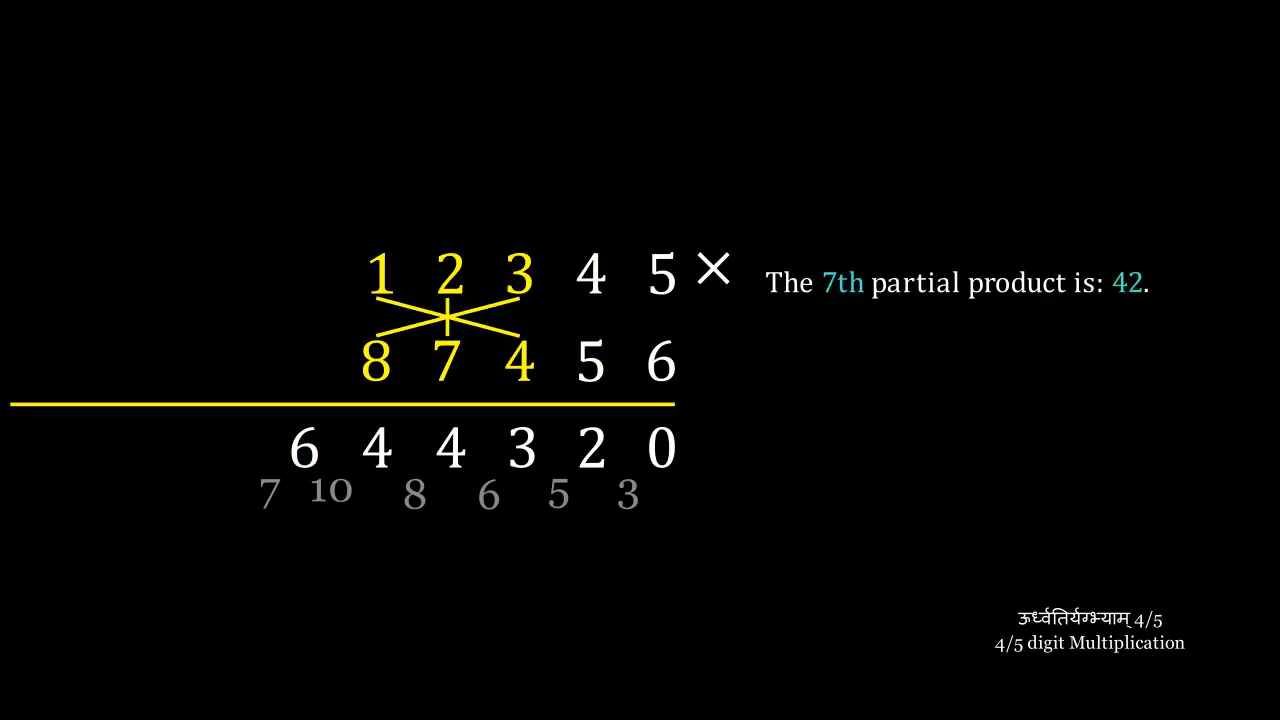 1 2 3 4 5 ×
The 7th partial product is: 42.
8 7 4 5 6
6 4 4 3 2 0
7 10 8 6 5 3
ऊर्ध्वतिर्यग्भ्याम् 4/5
4/5 digit Multiplication